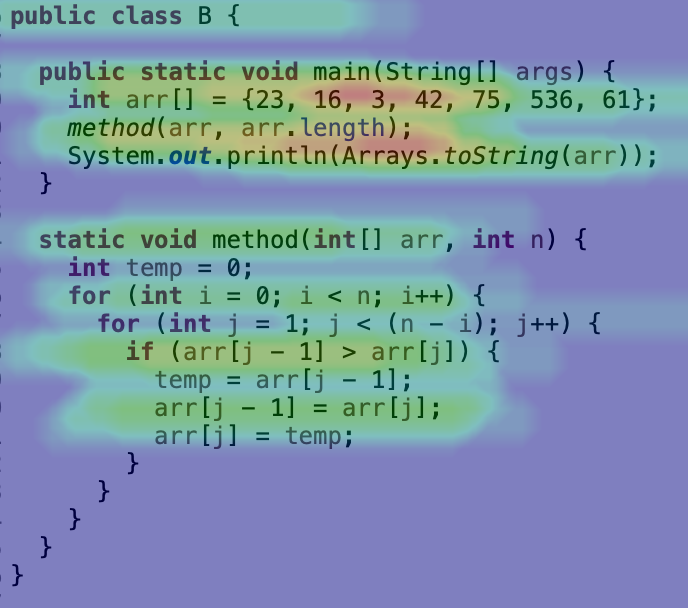 public class B {
public static void main(String[] args) {
int arr[] = {23, 16, 3, 42, 75, 536, 61};
method(arr, arr.length);
System.out.println(Arrays.toString(arr));
}
static void method(int[] arr, int n) {
int temp = 0;
for (int i = 0; i < n; i++) {
for (int j = 1; j < (n - i); j++) {
if (arr[j - 1] > arr[j]) {
temp = arr[j - 1];
arr[j - 1] = arr[j];
arr[j] = temp;
}
}
}
}
}